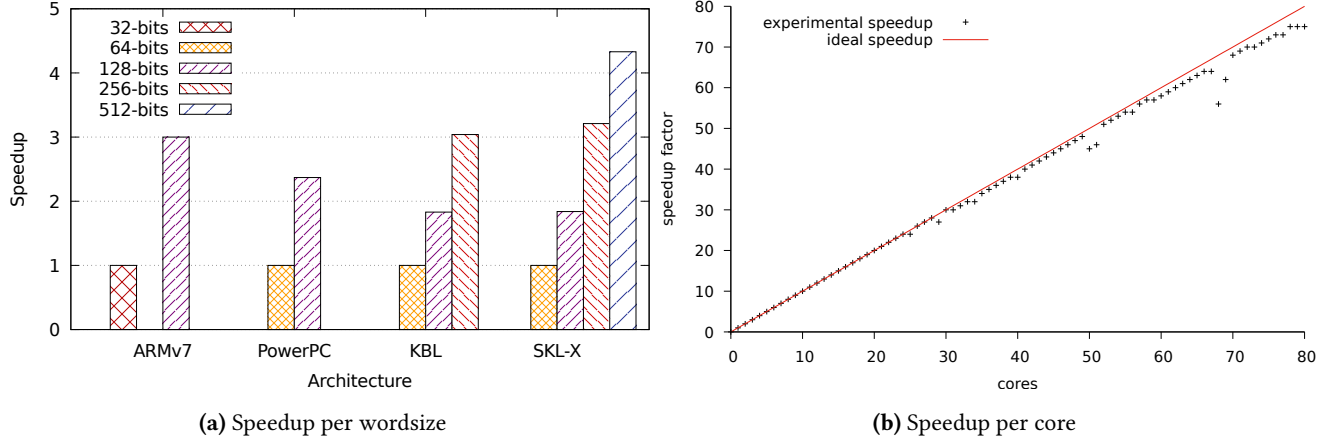 5
4
3
2
1
0
Speedup
32-bits
64-bits
128-bits
256-bits
512-bits
ARMv7 PowerPC KBL SKL-X
Architecture
(a) Speedup per wordsize
80
70
60
50
40
30
20
10
0
speedup factor
experimental speedup
ideal speedup
0 10 20 30 40 50 60 70 80
cores
(b) Speedup per core